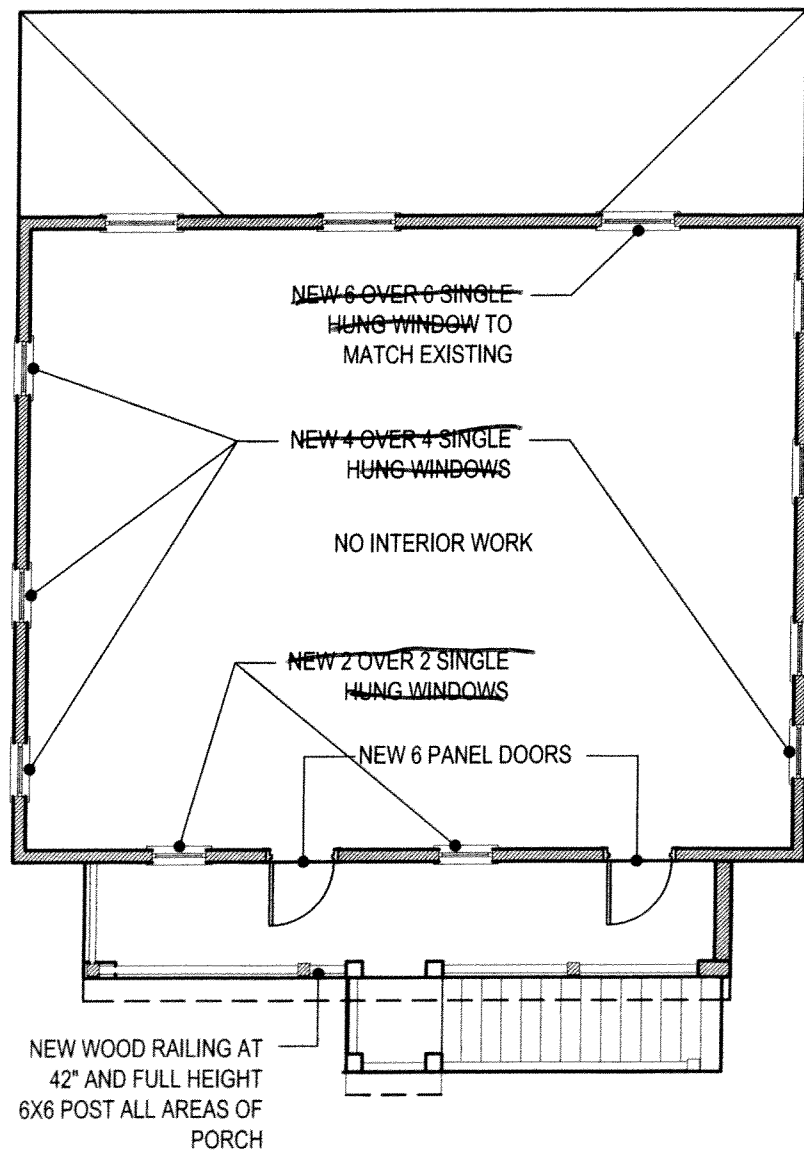 NEW 6 OVER 6 SINGLE
HUNG WINDOW TO
MATCH EXISTING
NEW 4 OVER 4 SINGLE
HUNG WINDOWS
NO INTERIOR WORK
NEW 2 OVER 2 SINGLE
HUNG WINDOWS
NEW 6 PANEL DOORS
NEW WOOD RAILING AT
42" AND FULL HEIGHT
6X6 POST ALL AREAS OF
PORCH